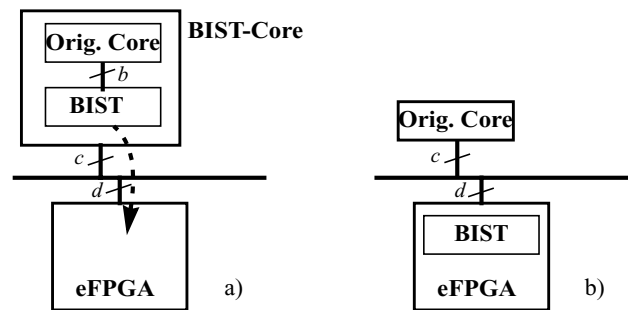 Orig. Core
BIST-Core
b
BIST
c
d
eFPGA
a)
Orig. Core
c
d
BIST
eFPGA
b)